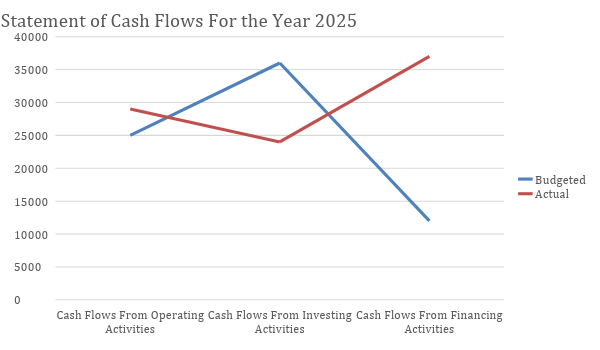 Statement of Cash Flows For the Year 2025
40000
35000
30000
25000
20000
15000
10000
5000
0
Cash Flows From Operating Activities
Cash Flows From Investing Activities
Cash Flows From Financing Activities
Budgeted
Actual